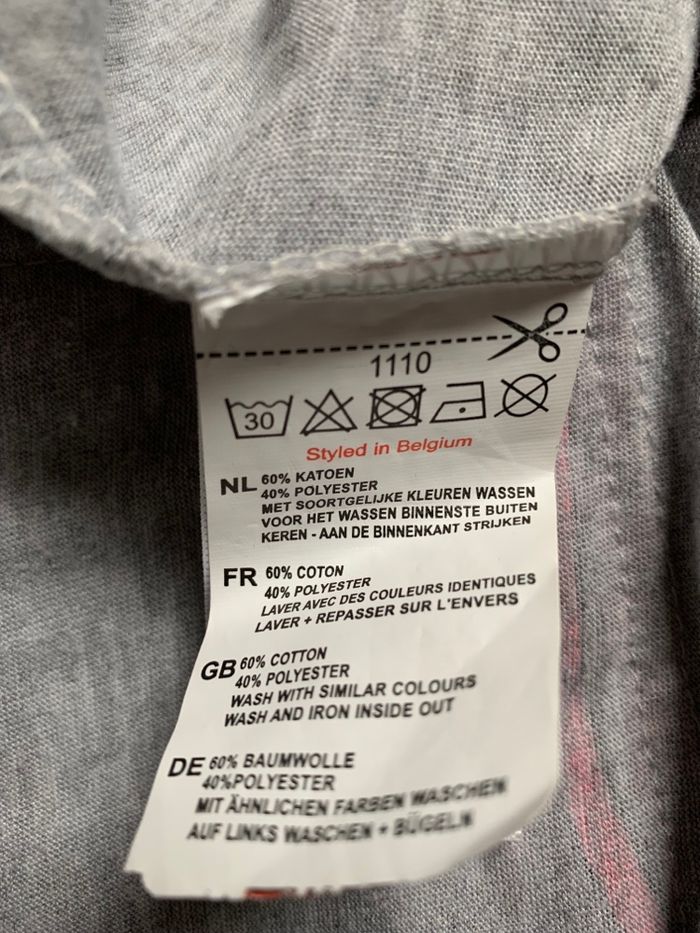 1110
30
Styled in Belgium
NL 60% KATOEN
40% POLYESTER
MET SOORTGELIJKE KLEUREN WASSEN
VOOR HET WASSEN BINNENSTE BUITEN
KEREN - AAN DE BINNENKANT STRIJKEN
FR 60% COTON
40% POLYESTER
LAVER AVEC DES COULEURS IDENTIQUES
LAVER + REPASSER SUR L'ENVERS
GB 60% COTTON
40% POLYESTER
WASH WITH SIMILAR COLOURS
WASH AND IRON INSIDE OUT
DE 60% BAUMWOLLE
40%POLYESTER
MIT ÄHNLICHEN FARBEN WASCHEN
AUF LINKS WASCHEN + BÜGELN